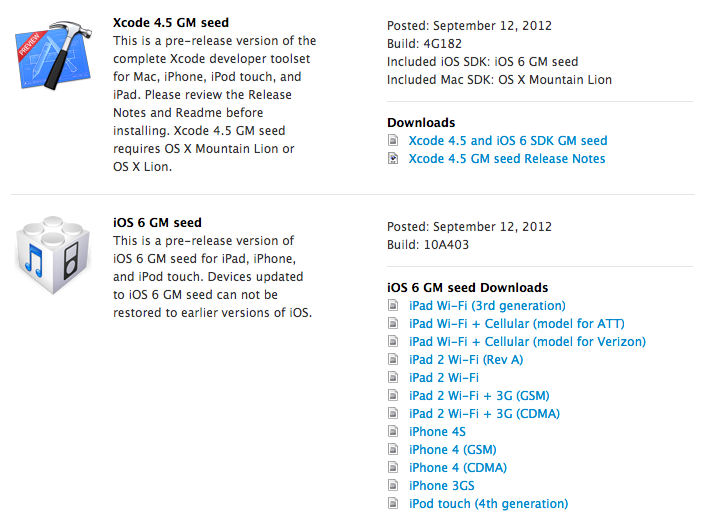 Xcode 4.5 GM seed
This is a pre-release version of the
complete Xcode developer toolset
for Mac, iPhone, iPod touch, and
iPad. Please review the Release
Notes and Readme before
installing. Xcode 4.5 GM seed
requires OS X Mountain Lion or
OS X Lion.
PREVIEW
Posted: September 12, 2012
Build: 4G182
Included iOS SDK: iOS 6 GM seed
Included Mac SDK: OS X Mountain Lion
Downloads
Xcode 4.5 and iOS 6 SDK GM seed
Xcode 4.5 GM seed Release Notes
iOS 6 GM seed
This is a pre-release version of
iOS 6 GM seed for iPad, iPhone,
and iPod touch. Devices updated
to iOS 6 GM seed can not be
restored to earlier versions of iOS.
Posted: September 12, 2012
Build: 10A403
iOS 6 GM seed Downloads
iPad Wi-Fi (3rd generation)
iPad Wi-Fi + Cellular (model for ATT)
iPad Wi-Fi + Cellular (model for Verizon)
iPad 2 Wi-Fi (Rev A)
iPad 2 Wi-Fi
iPad 2 Wi-Fi + 3G (GSM)
iPad 2 Wi-Fi + 3G (CDMA)
iPhone 4S
iPhone 4 (GSM)
iPhone 4 (CDMA)
iPhone 3GS
iPod touch (4th generation)